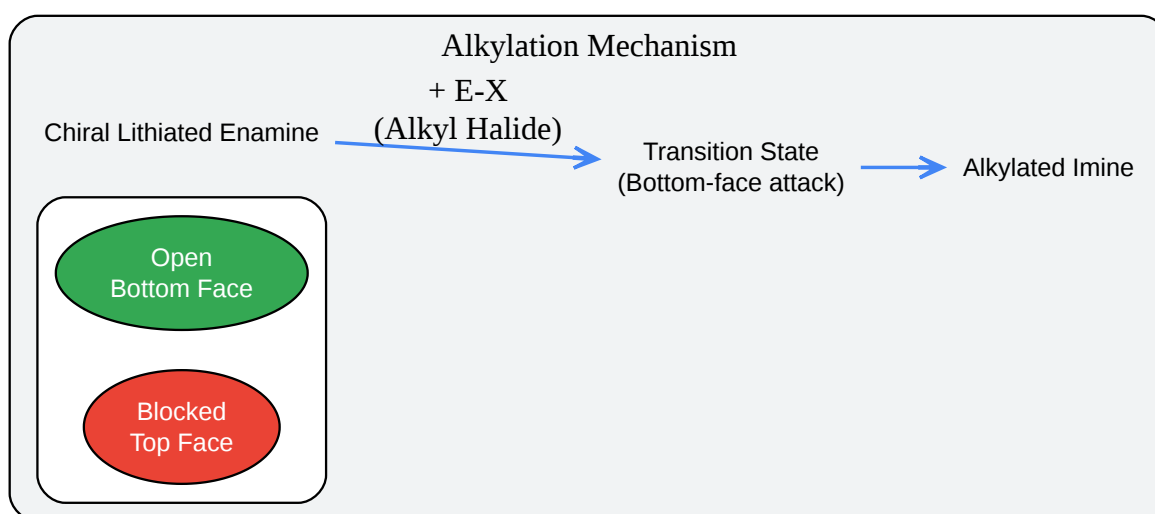 Alkylation Mechanism
+ E-X
(Alkyl Halide)
Chiral Lithiated Enamine
Transition State
(Bottom-face attack)
Alkylated Imine
Open
Bottom Face
Blocked
Top Face